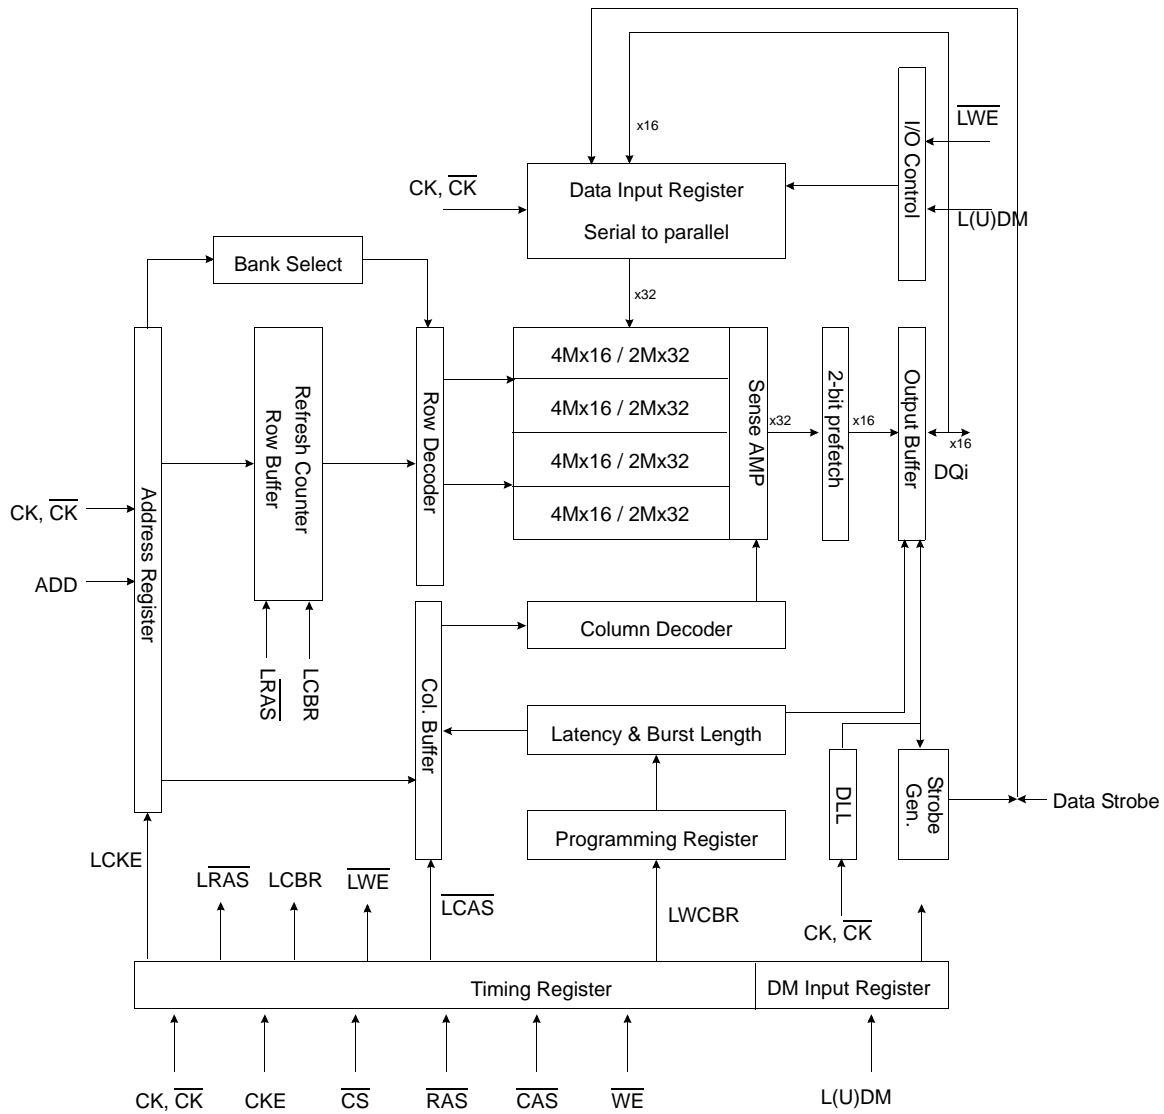 x16
LWE
I/O Control
CK, CK
Data Input Register
Serial to parallel
L(U)DM
Bank Select
x32
Address Register
Refresh Counter
Row Buffer
Row Decoder
4Mx16 / 2Mx32
4Mx16 / 2Mx32
4Mx16 / 2Mx32
4Mx16 / 2Mx32
Sense AMP
x32
2-bit prefetch
x16
Output Buffer
x16
DQi
CK, CK
ADD
LRAS
LCBR
Col. Buffer
Column Decoder
Latency & Burst Length
Programming Register
DLL
Strobe
Gen.
Data Strobe
LCKE
LRAS
LCBR
LWE
LCAS
LWCBR
CK, CK
Timing Register
DM Input Register
CK, CK
CKE
CS
RAS
CAS
WE
L(U)DM